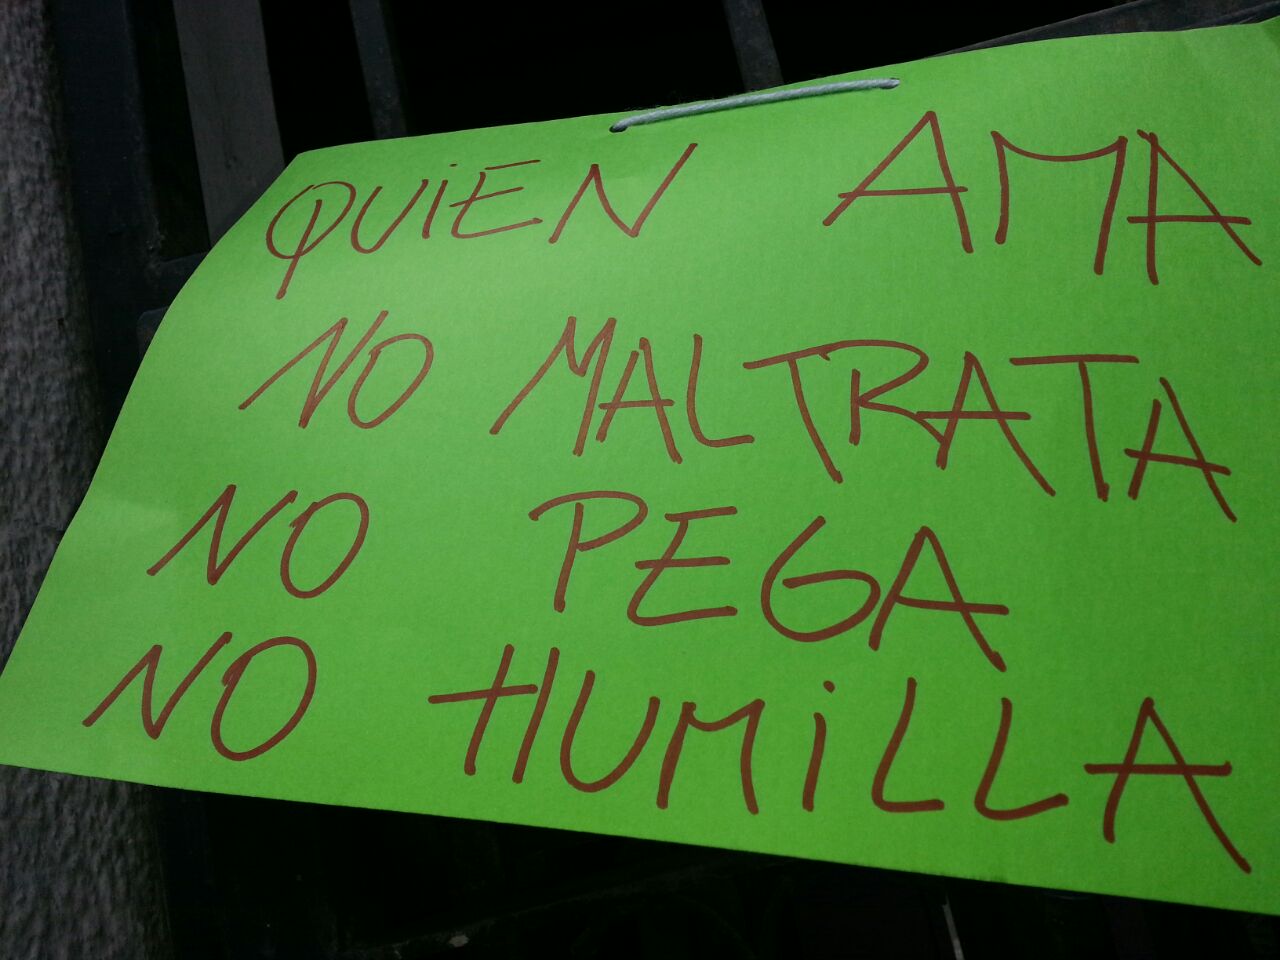 QUiEN AMA
NO MALTRATA
NO PEGA
NO HUMiLLA